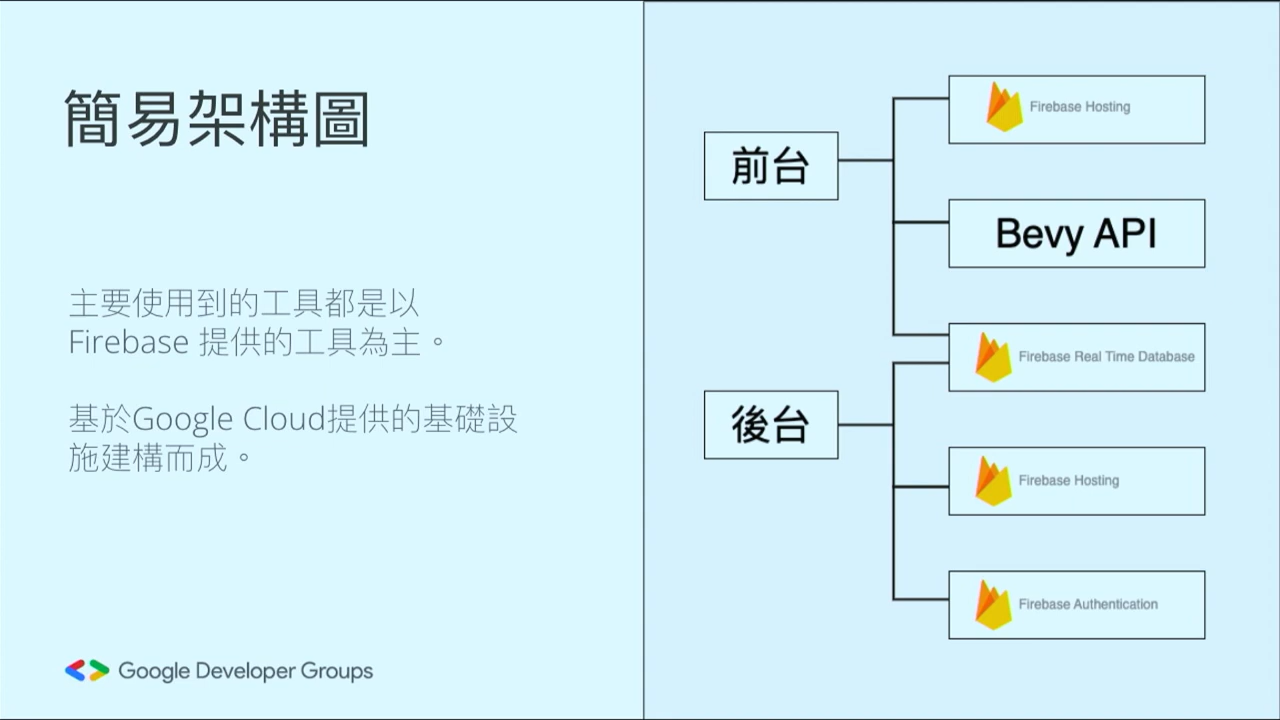 簡易架構圖
主要使用到的工具都是以
Firebase 提供的工具為主。
基於Google Cloud提供的基礎設
施建構而成。
Google Developer Groups
前台
Firebase Hosting
Bevy API
Firebase Real Time Database
後台
Firebase Hosting
Firebase Authentication